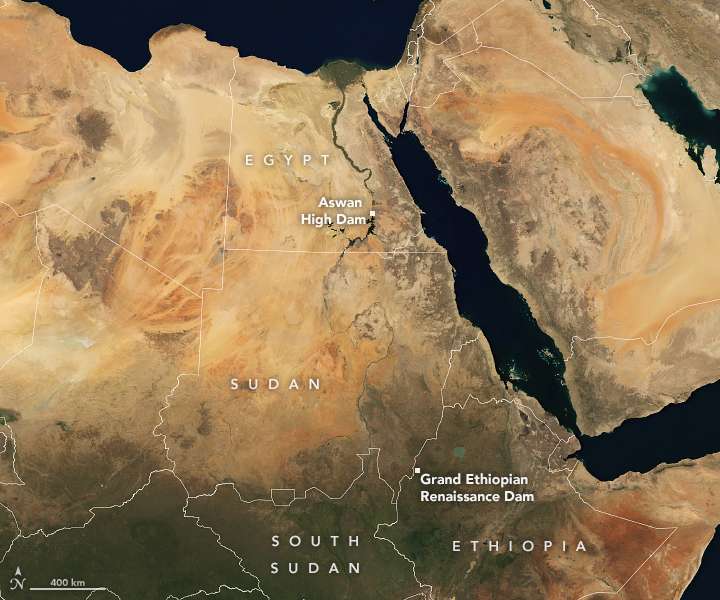 EGYPT
Aswan
High Dam
SUDAN
Grand Ethiopian
Renaissance Dam
SOUTH
SUDAN
ETHIOPIA
N
400 km